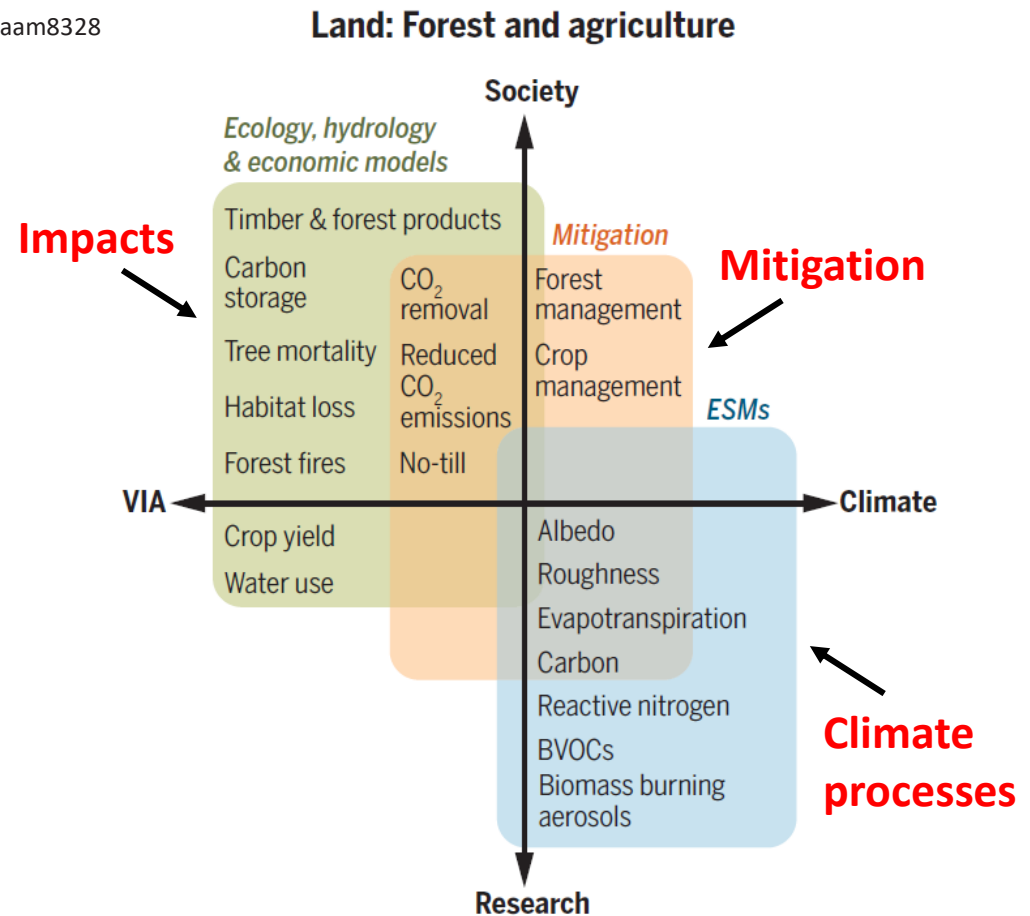 aam8328
Land: Forest and agriculture
Society
Ecology, hydrology
& economic models
Timber & forest products
Impacts
Mitigation
Mitigation
Carbon
storage
CO2
removal
Forest
management
Tree mortality
Reduced
CO2
emissions
Crop
management
Habitat loss
ESMs
Forest fires
No-till
VIA
Climate
Crop yield
Water use
Albedo
Roughness
Evapotranspiration
Carbon
Reactive nitrogen
BVOCs
Biomass burning
aerosols
Climate
processes
Research